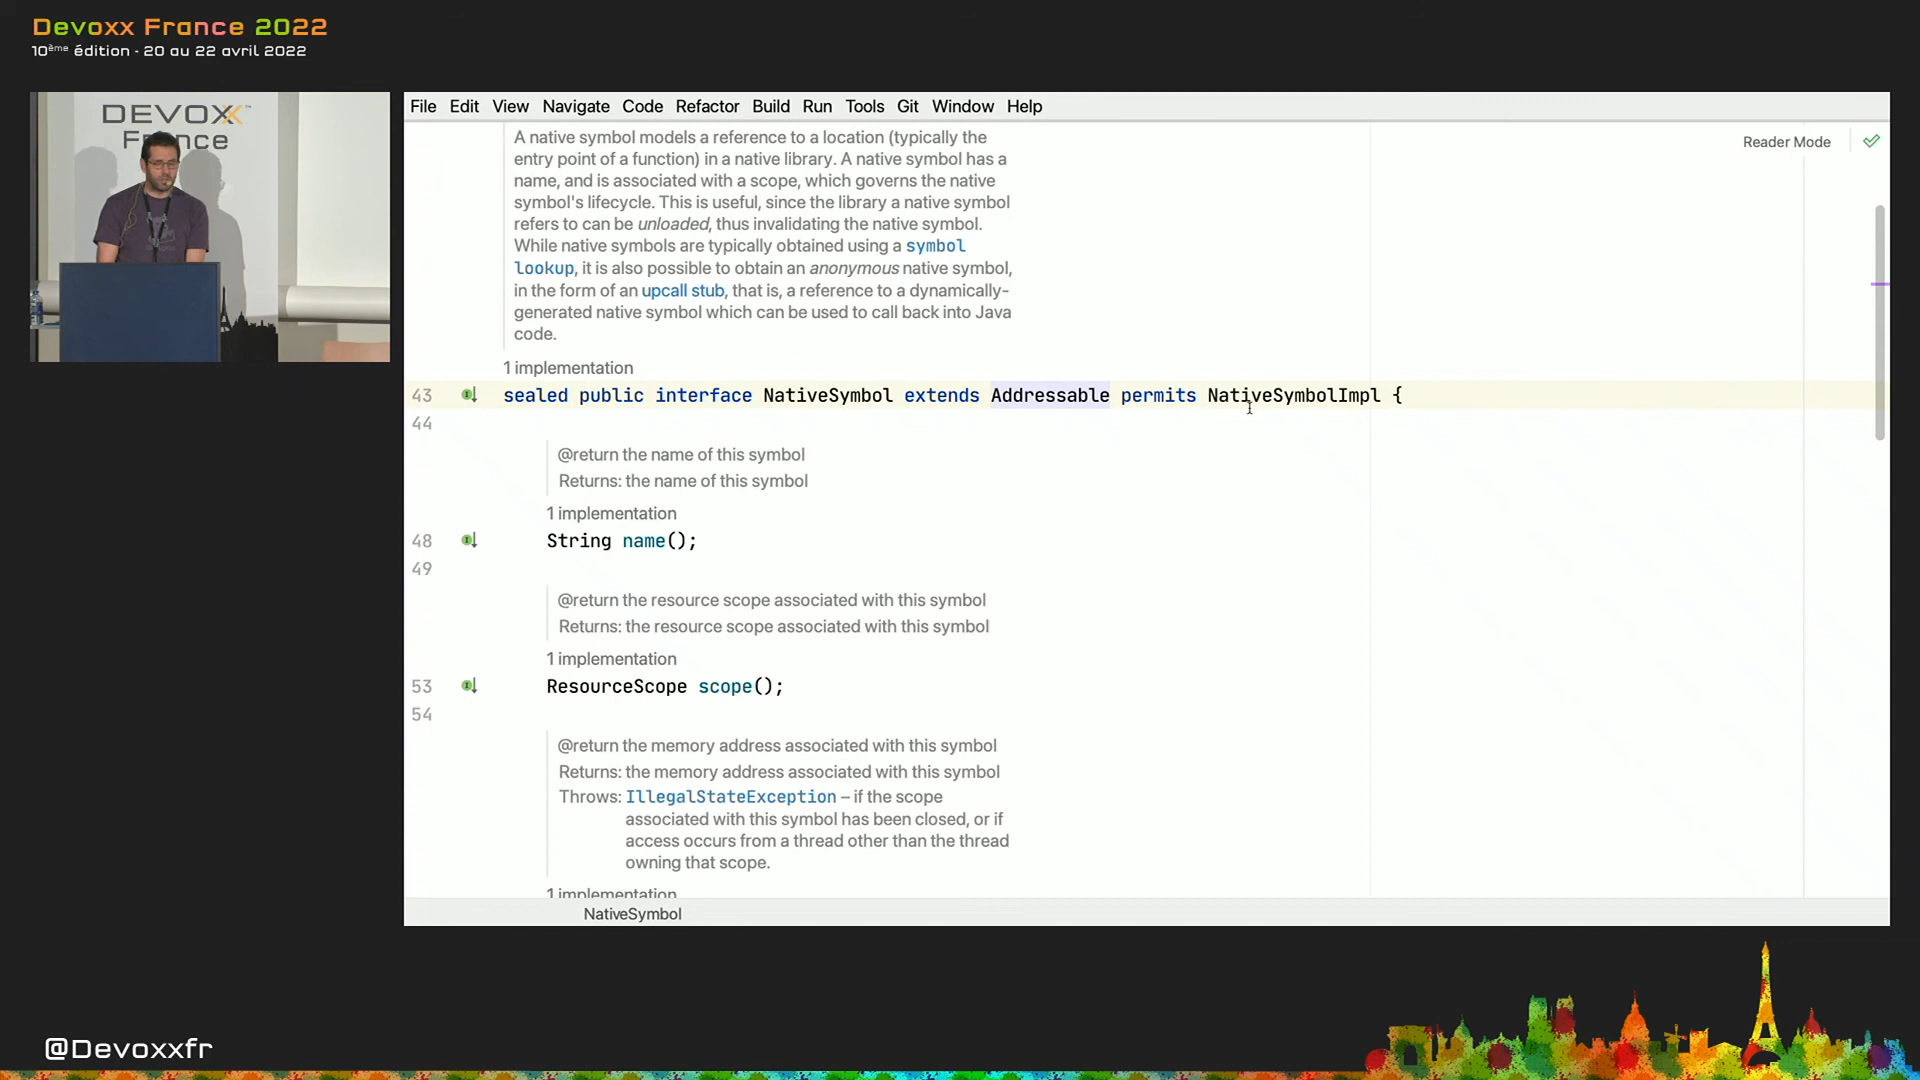 Devoxx France 2022
10ème édition - 20 au 22 avril 2022
DEVOXX™
France
File Edit View Navigate Code Refactor Build Run Tools Git Window Help
Reader Mode
A native symbol models a reference to a location (typically the
entry point of a function) in a native library. A native symbol has a
name, and is associated with a scope, which governs the native
symbol's lifecycle. This is useful, since the library a native symbol
refers to can be unloaded, thus invalidating the native symbol.
While native symbols are typically obtained using a symbol
lookup, it is also possible to obtain an anonymous native symbol,
in the form of an upcall stub, that is, a reference to a dynamically-
generated native symbol which can be used to call back into Java
code.
1 implementation
43 sealed public interface NativeSymbol extends Addressable permits NativeSymbolImpl {
44
@return the name of this symbol
Returns: the name of this symbol
1 implementation
48 String name();
49
@return the resource scope associated with this symbol
Returns: the resource scope associated with this symbol
1 implementation
53 ResourceScope scope();
54
@return the memory address associated with this symbol
Returns: the memory address associated with this symbol
Throws: IllegalStateException – if the scope
associated with this symbol has been closed, or if
access occurs from a thread other than the thread
owning that scope.
1 implementation
NativeSymbol
@Devoxxfr